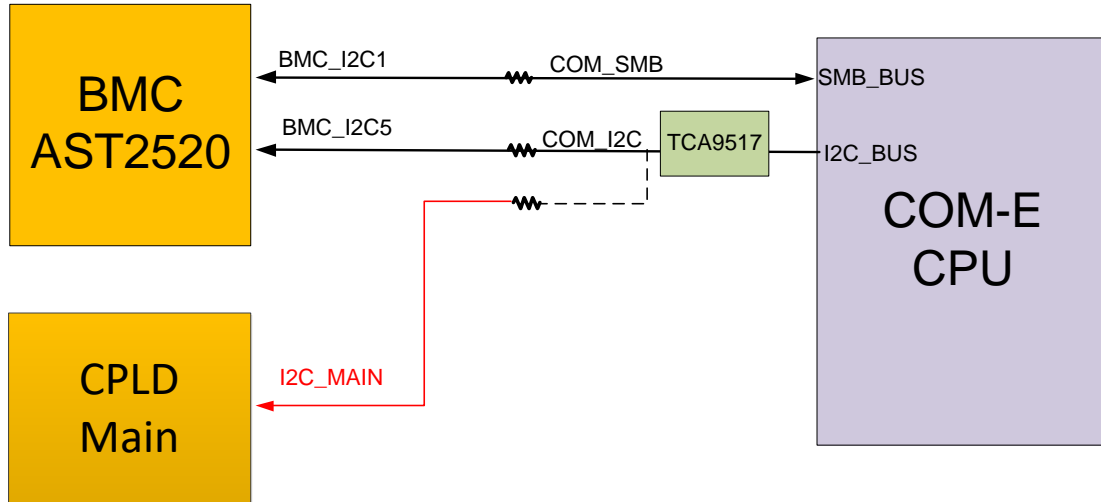 BMC
AST2520
BMC_I2C1
COM_SMB
SMB_BUS
BMC_I2C5
COM_I2C
TCA9517
I2C_BUS
COM-E
CPU
I2C_MAIN
CPLD
Main